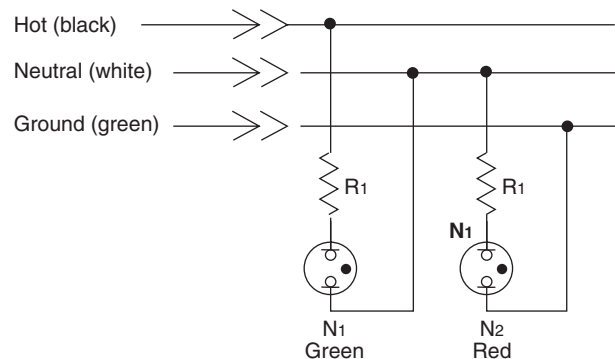 Hot (black)
Neutral (white)
Ground (green)
R1
R1
N1
N1
Green
N2
Red